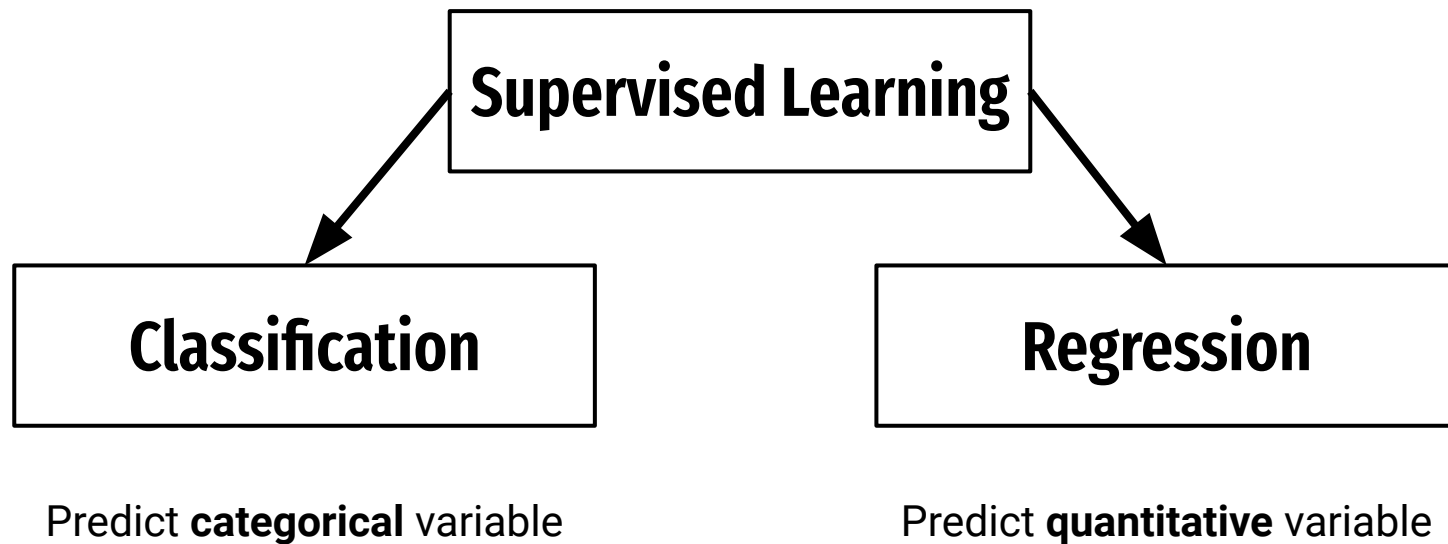 Supervised Learning
Classification
Regression
Predict categorical variable
Predict quantitative variable